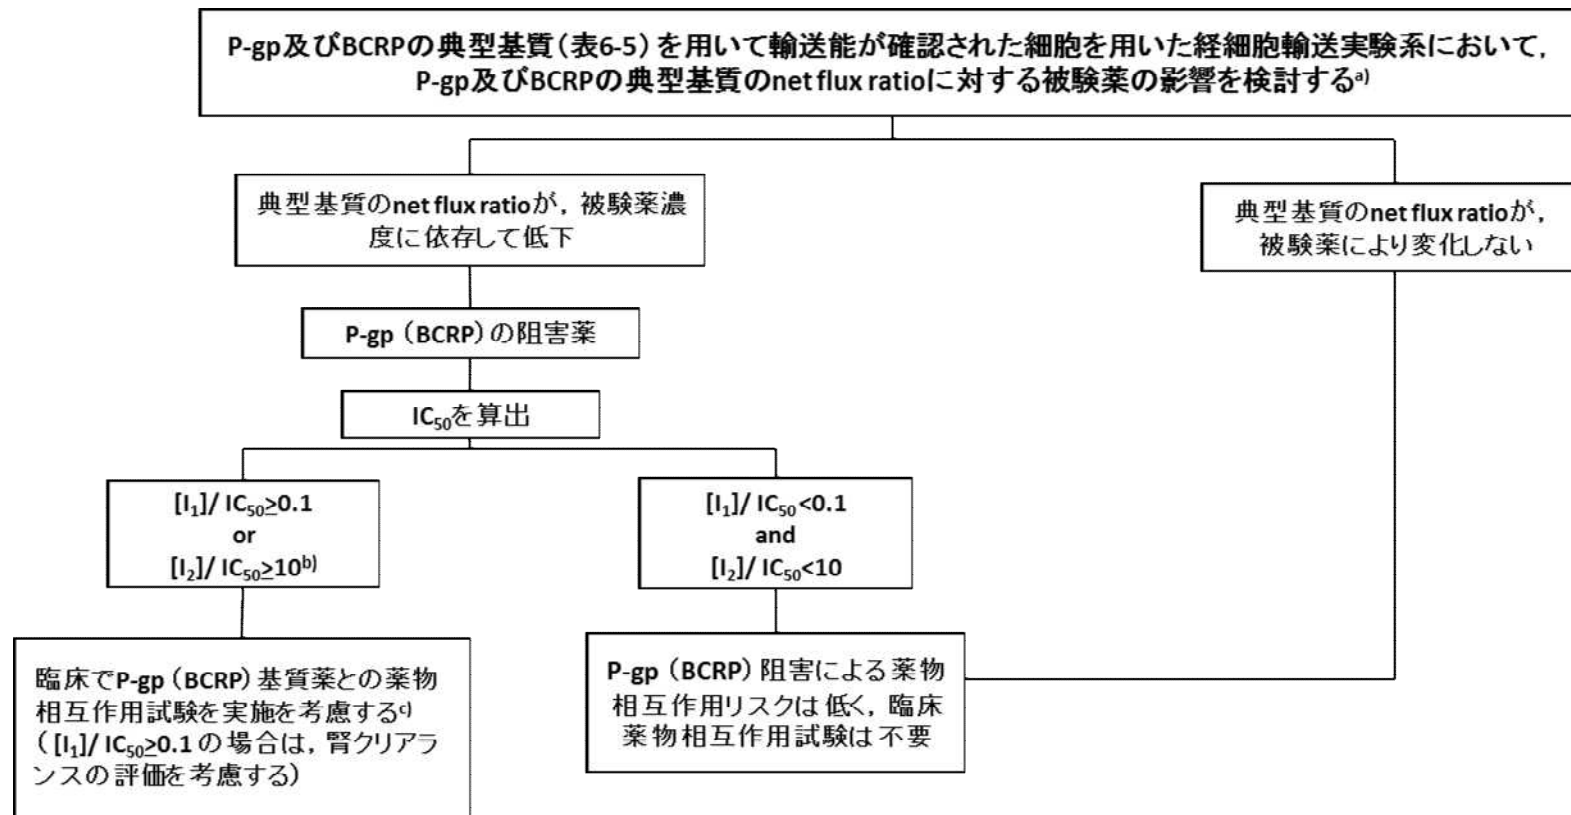 P-gp及びBCRPの典型基質（表6-5）を用いて輸送能が確認された細胞を用いた経細胞輸送実験系において，
P-gp及びBCRPの典型基質のnet flux ratioに対する被験薬の影響を検討するa)
典型基質のnet flux ratioが，被験薬濃
度に依存して低下
典型基質のnet flux ratioが，
被験薬により変化しない
P-gp（BCRP）の阻害薬
IC50を算出
[I1]/ IC50≥0.1
or
[I2]/ IC50≥10b)
[I1]/ IC50<0.1
and
[I2]/ IC50<10
臨床でP-gp（BCRP）基質薬との薬物
相互作用試験を実施を考慮するc)
（[I1]/ IC50≥0.1の場合は，腎クリアラ
ンスの評価を考慮する）
P-gp（BCRP）阻害による薬物
相互作用リスクは低く，臨床
薬物相互作用試験は不要